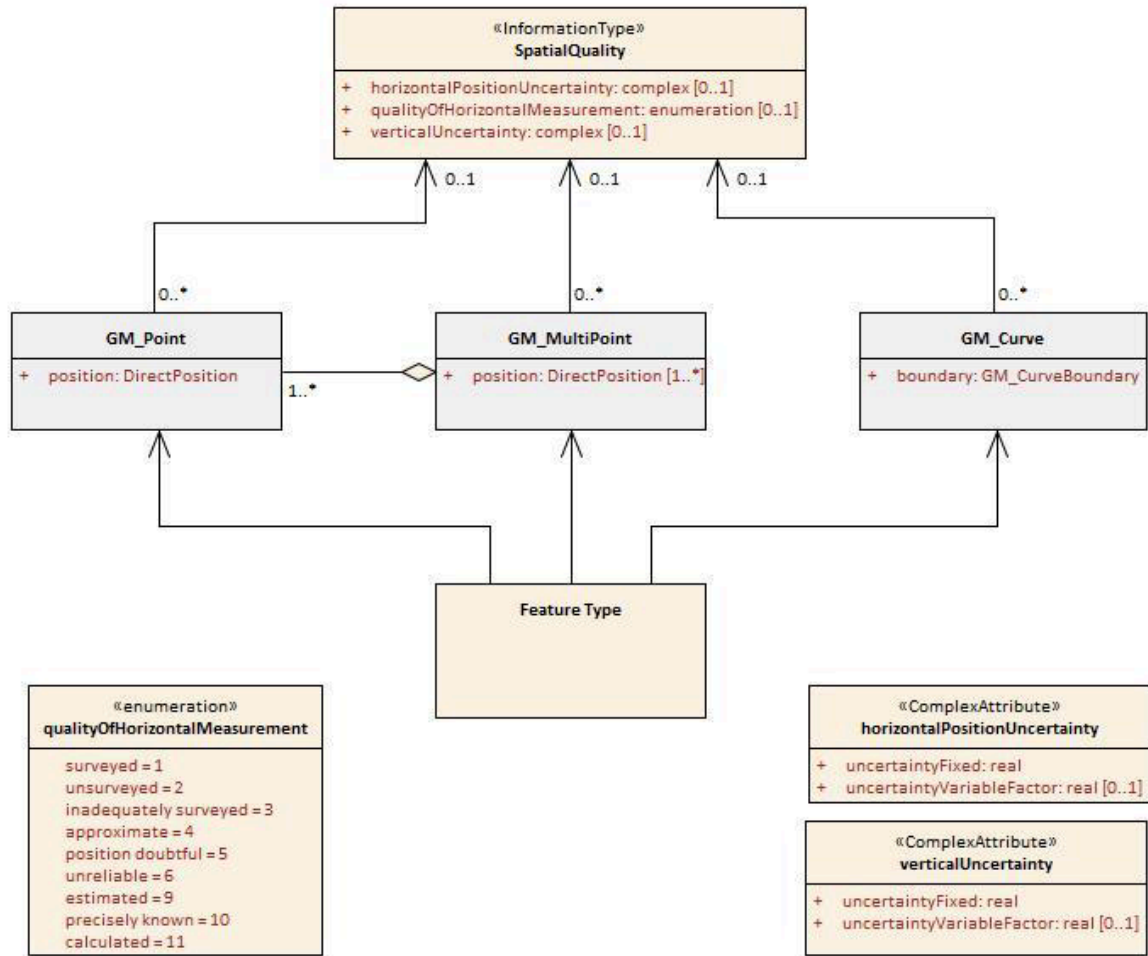 «InformationType»
SpatialQuality
+ horizontalPositionUncertainty: complex [0..1]
+ qualityOfHorizontalMeasurement: enumeration [0..1]
+ verticalUncertainty: complex [0..1]
0..1
0..1
0..1
0..*
0..*
0..*
GM_Point
+ position: DirectPosition
1..*
GM_MultiPoint
+ position: DirectPosition [1..*]
GM_Curve
+ boundary: GM_CurveBoundary
Feature Type
«enumeration»
qualityOfHorizontalMeasurement
surveyed = 1
unsurveyed = 2
inadequately surveyed = 3
approximate = 4
position doubtful = 5
unreliable = 6
estimated = 9
precisely known = 10
calculated = 11
«ComplexAttribute»
horizontalPositionUncertainty
+ uncertaintyFixed: real
+ uncertaintyVariableFactor: real [0..1]
«ComplexAttribute»
verticalUncertainty
+ uncertaintyFixed: real
+ uncertaintyVariableFactor: real [0..1]